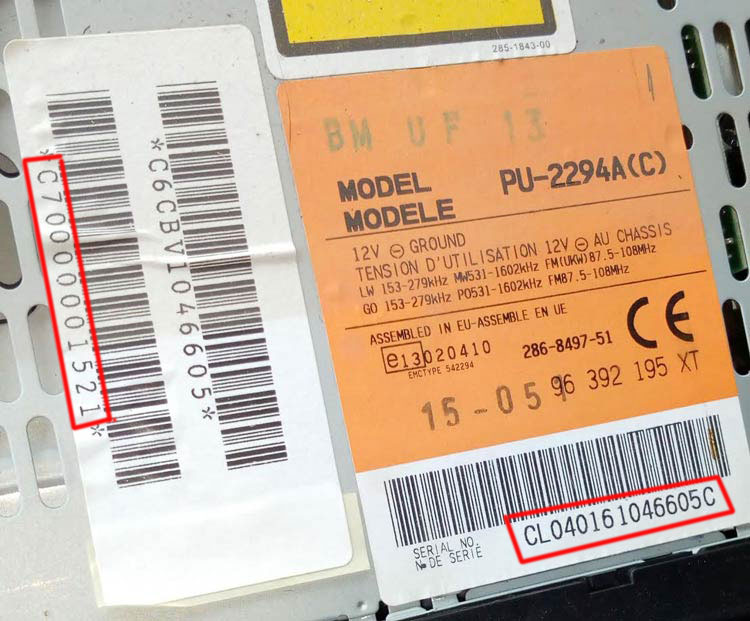 285-1843-00
*C70000001521*
*C6CBV1046605*
BM UF 13
MODEL PU-2294A(C)
MODELE
12V ⊖ GROUND
TENSION D'UTILISATION 12V ⊖ AU CHASSIS
LW 153-279kHz MW531-1602kHz FM(UKW)87.5-108MHz
GO 153-279kHz PO531-1602kHz FM87.5-108MHz
ASSEMBLED IN EU-ASSEMBLE EN UE
e13 020410 286-8497-51 CE
EMCTYPE 542294
15-051 96 392 195 XT
CL040161046605C
SERIAL NO.
№ DE SERIE